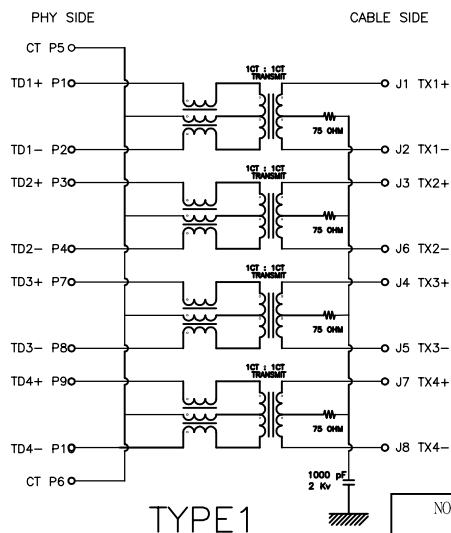 PHY SIDE CABLE SIDE
CT P5
1CT : 1CT
TRANSMIT
TD1+ P1 J1 TX1+
75 OHM
TD1- P2 J2 TX1-
1CT : 1CT
TRANSMIT
TD2+ P3 J3 TX2+
75 OHM
TD2- P4 J6 TX2-
1CT : 1CT
TRANSMIT
TD3+ P7 J4 TX3+
75 OHM
TD3- P8 J5 TX3-
1CT : 1CT
TRANSMIT
TD4+ P9 J7 TX4+
75 OHM
TD4- P1 J8 TX4-
CT P6
1000 pF
2 Kv
TYPE1
NO